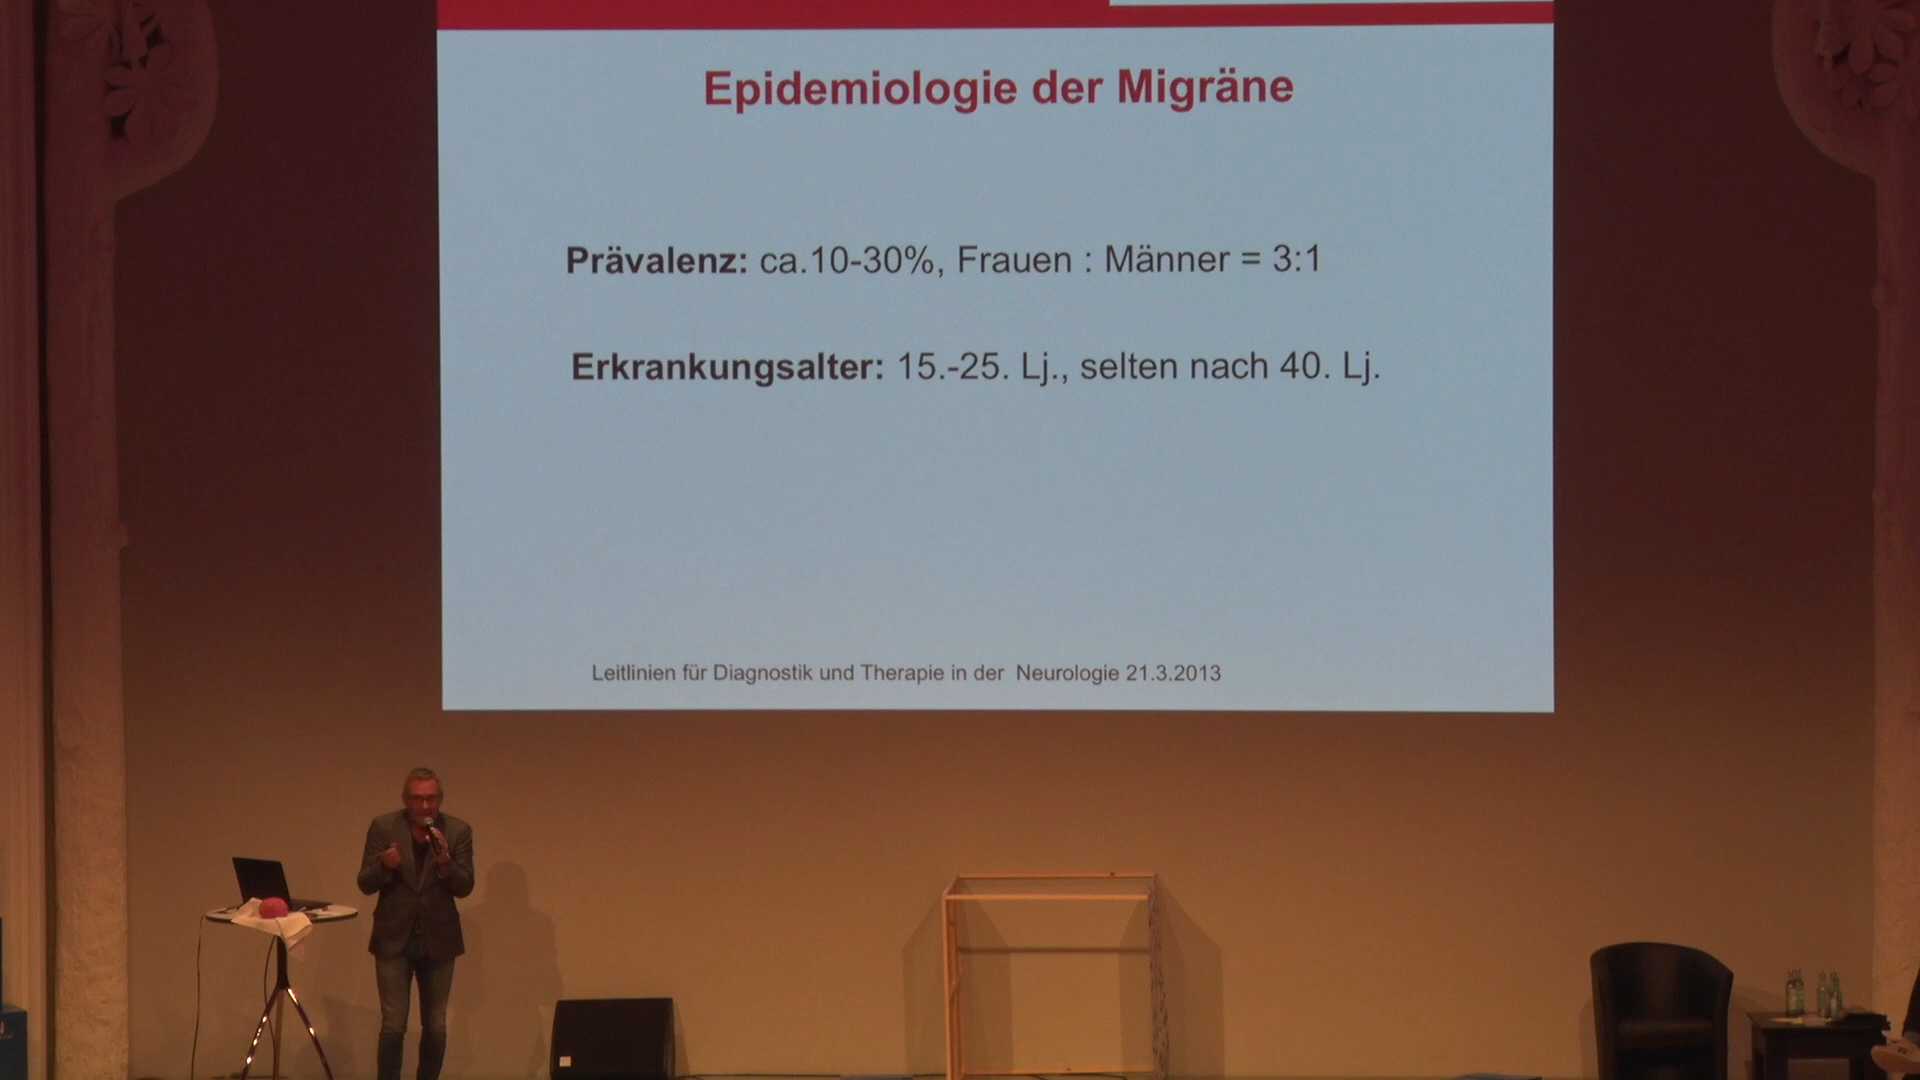 Epidemiologie der Migräne
Prävalenz: ca.10-30%, Frauen : Männer = 3:1
Erkrankungsalter: 15.-25. Lj., selten nach 40. Lj.
Leitlinien für Diagnostik und Therapie in der Neurologie 21.3.2013